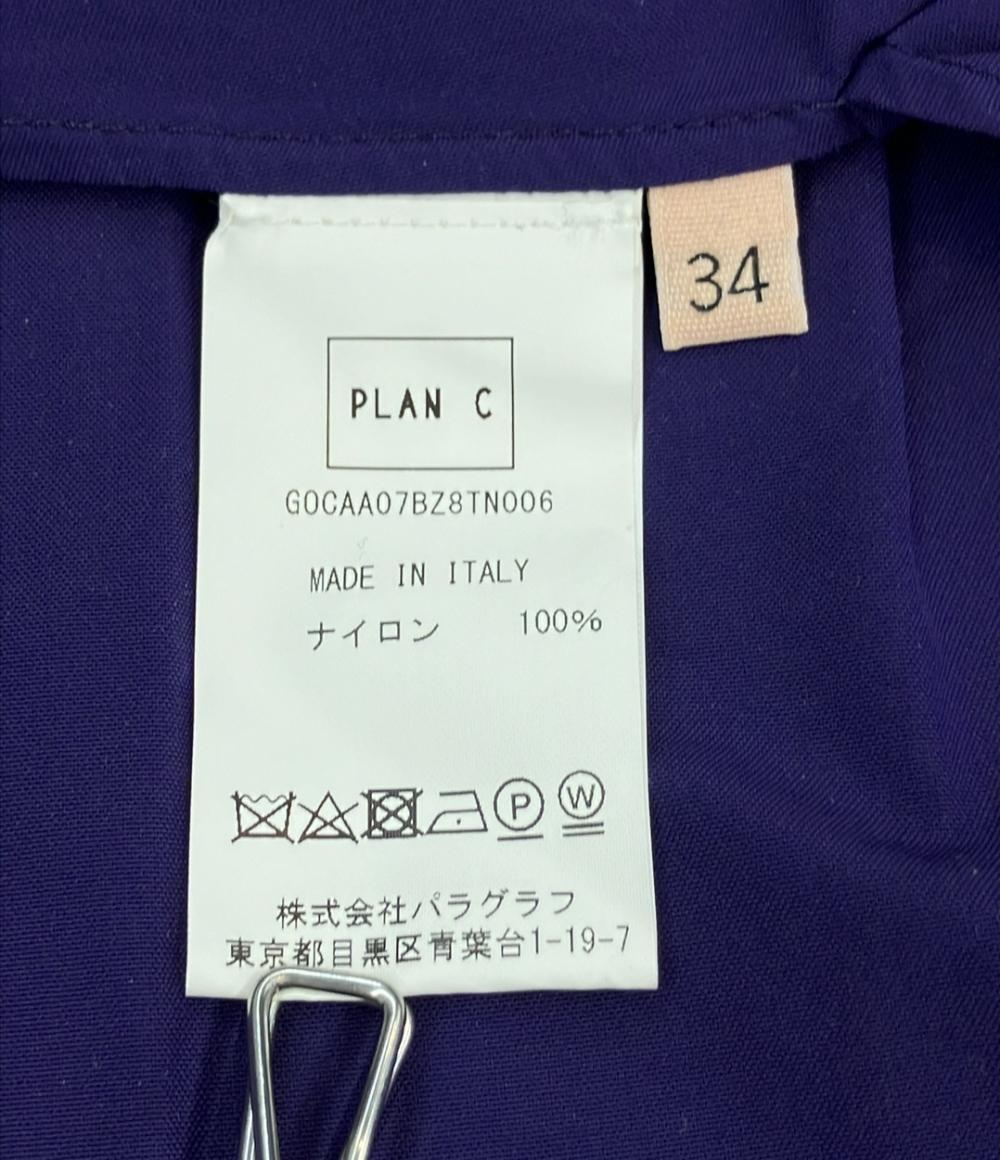 34
PLAN C
GOCAA07BZ8TN006
MADE IN ITALY
ナイロン 100%
P W
株式会社パラグラフ
東京都目黒区青葉台1-19-7